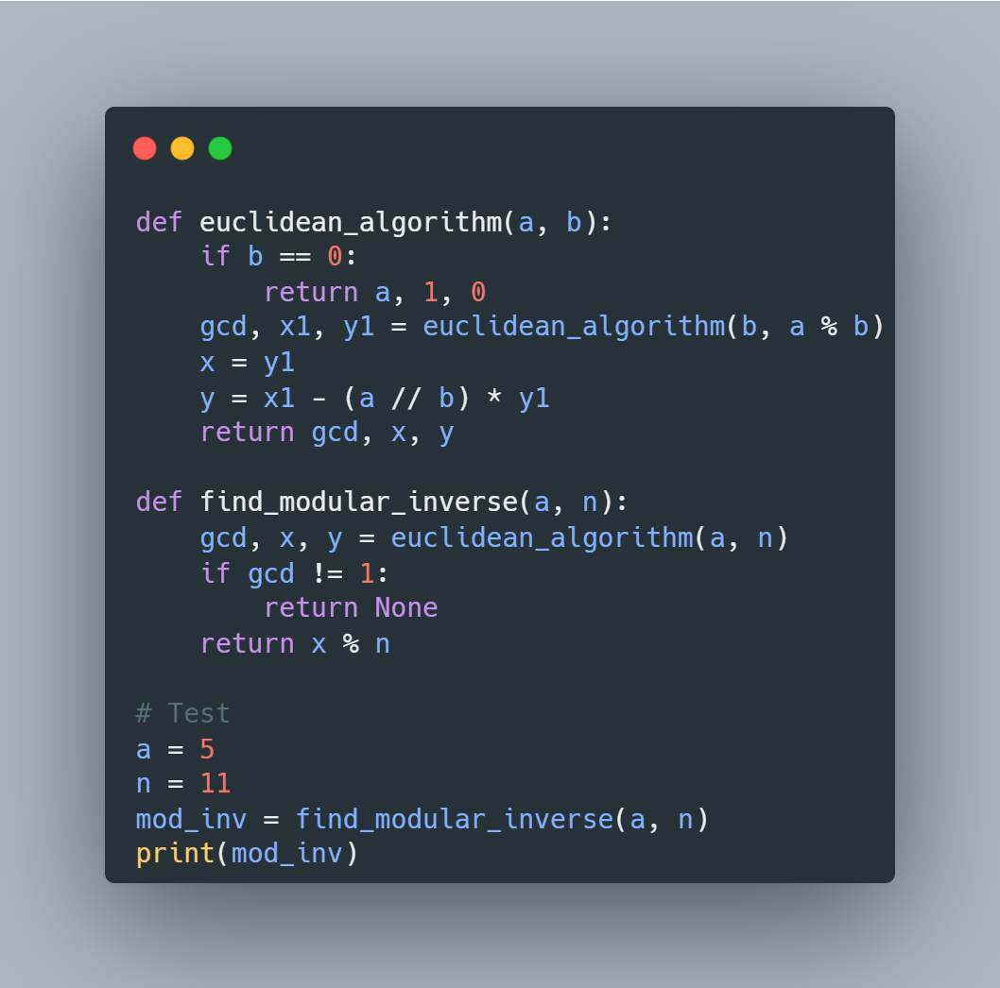 def euclidean_algorithm(a, b):
    if b == 0:
        return a, 1, 0
    gcd, x1, y1 = euclidean_algorithm(b, a % b)
    x = y1
    y = x1 - (a // b) * y1
    return gcd, x, y

def find_modular_inverse(a, n):
    gcd, x, y = euclidean_algorithm(a, n)
    if gcd != 1:
        return None
    return x % n

# Test
a = 5
n = 11
mod_inv = find_modular_inverse(a, n)
print(mod_inv)